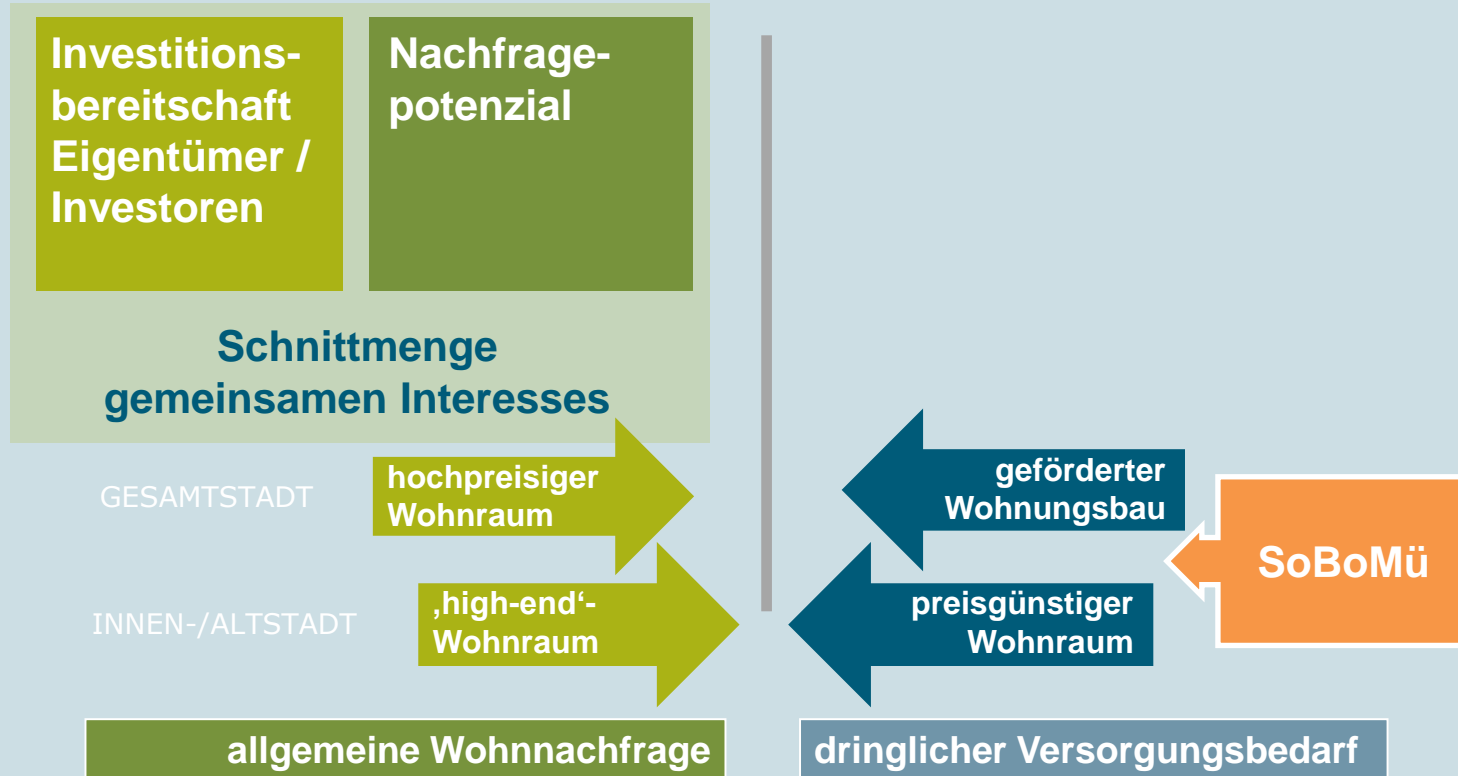 Investitions-
bereitschaft
Eigentümer /
Investoren
Nachfrage-
potenzial
Schnittmenge
gemeinsamen Interesses
GESAMTSTADT
hochpreisiger
Wohnraum
geförderter
Wohnungsbau
SoBoMü
INNEN-/ALTSTADT
‚high-end‘-
Wohnraum
preisgünstiger
Wohnraum
allgemeine Wohnnachfrage
dringlicher Versorgungsbedarf